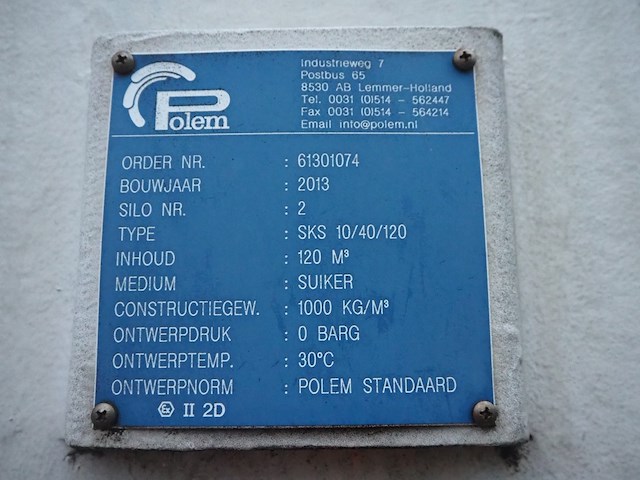 Polem
Industrieweg 7
Postbus 65
8530 AB Lemmer-Holland
Tel. 0031 (0)514 - 562447
Fax 0031 (0)514 - 564214
Email info@polem.nl
ORDER NR. : 61301074
BOUWJAAR : 2013
SILO NR. : 2
TYPE : SKS 10/40/120
INHOUD : 120 M³
MEDIUM : SUIKER
CONSTRUCTIEGEW. : 1000 KG/M³
ONTWERPDRUK : 0 BARG
ONTWERPTEMP. : 30°C
ONTWERPNORM : POLEM STANDAARD
Ex II 2D